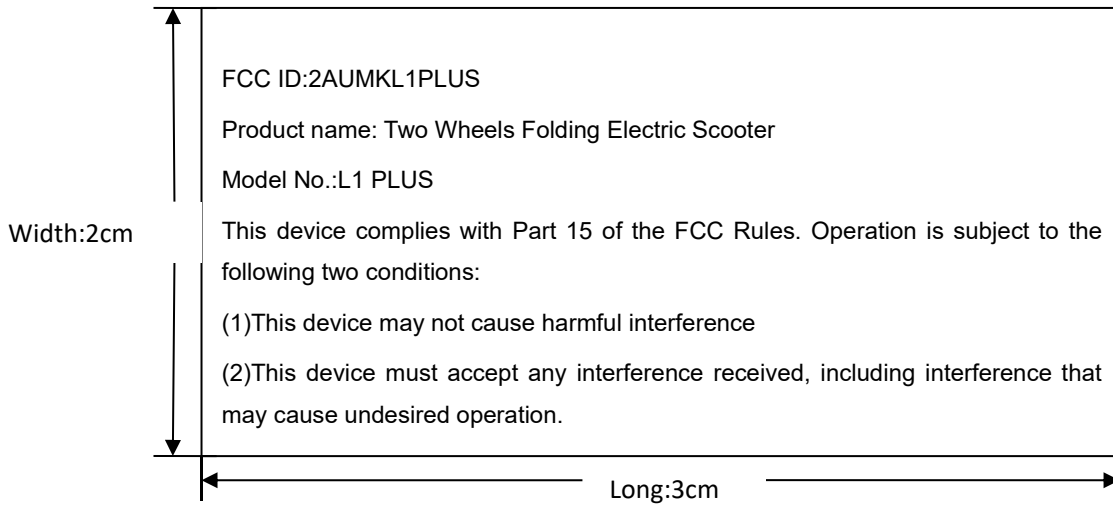 FCC ID:2AUMKL1PLUS
Product name: Two Wheels Folding Electric Scooter
Model No.:L1 PLUS
Width:2cm
This device complies with Part 15 of the FCC Rules. Operation is subject to the
following two conditions:
(1)This device may not cause harmful interference
(2)This device must accept any interference received, including interference that
may cause undesired operation.
Long:3cm